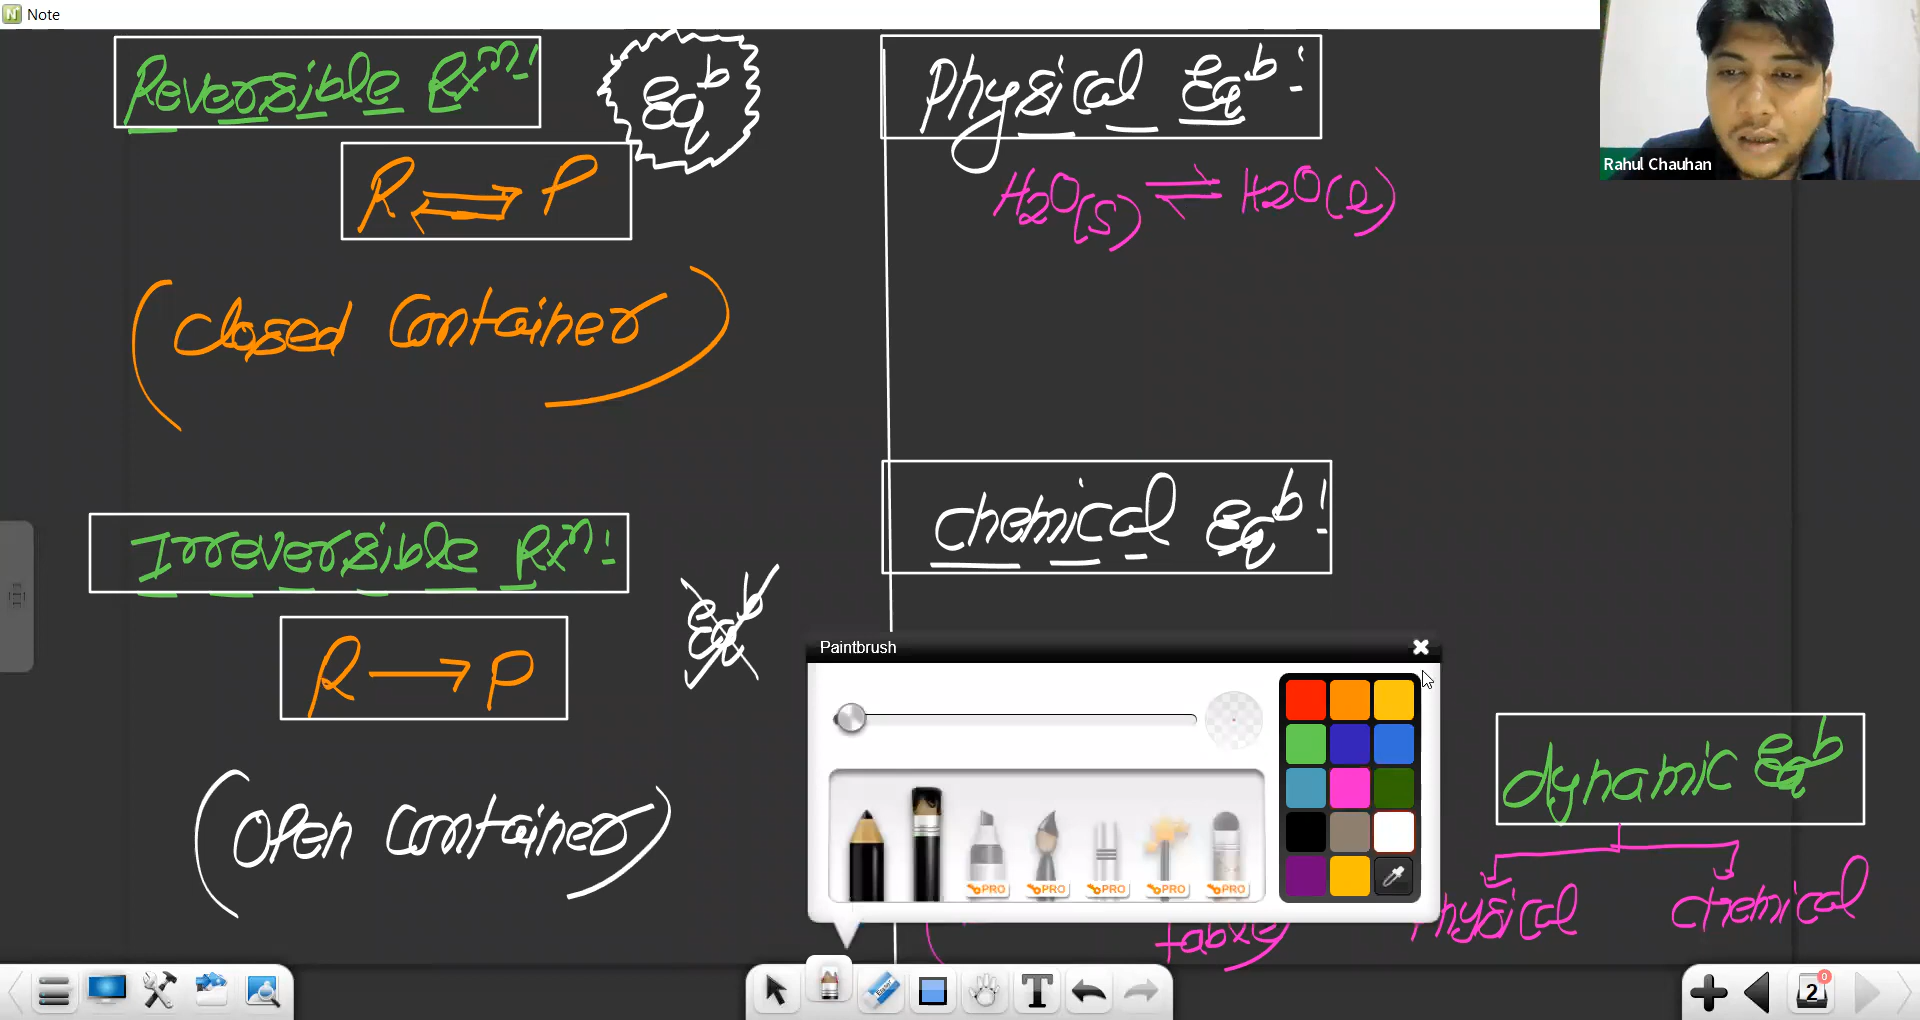 Note
Reversible Rxⁿ:
Eqᵇ
R ⇌ P
(Closed Container)
Irreversible Rxⁿ:
Eqᵇ
R → P
(Open Container)
Physical Eqᵇ:
H2O(s) ⇌ H2O(l)
Chemical Eqᵇ:
Rahul Chauhan
Paintbrush
PRO PRO PRO PRO PRO
dynamic Eqᵇ
Physical chemical
T
2
0